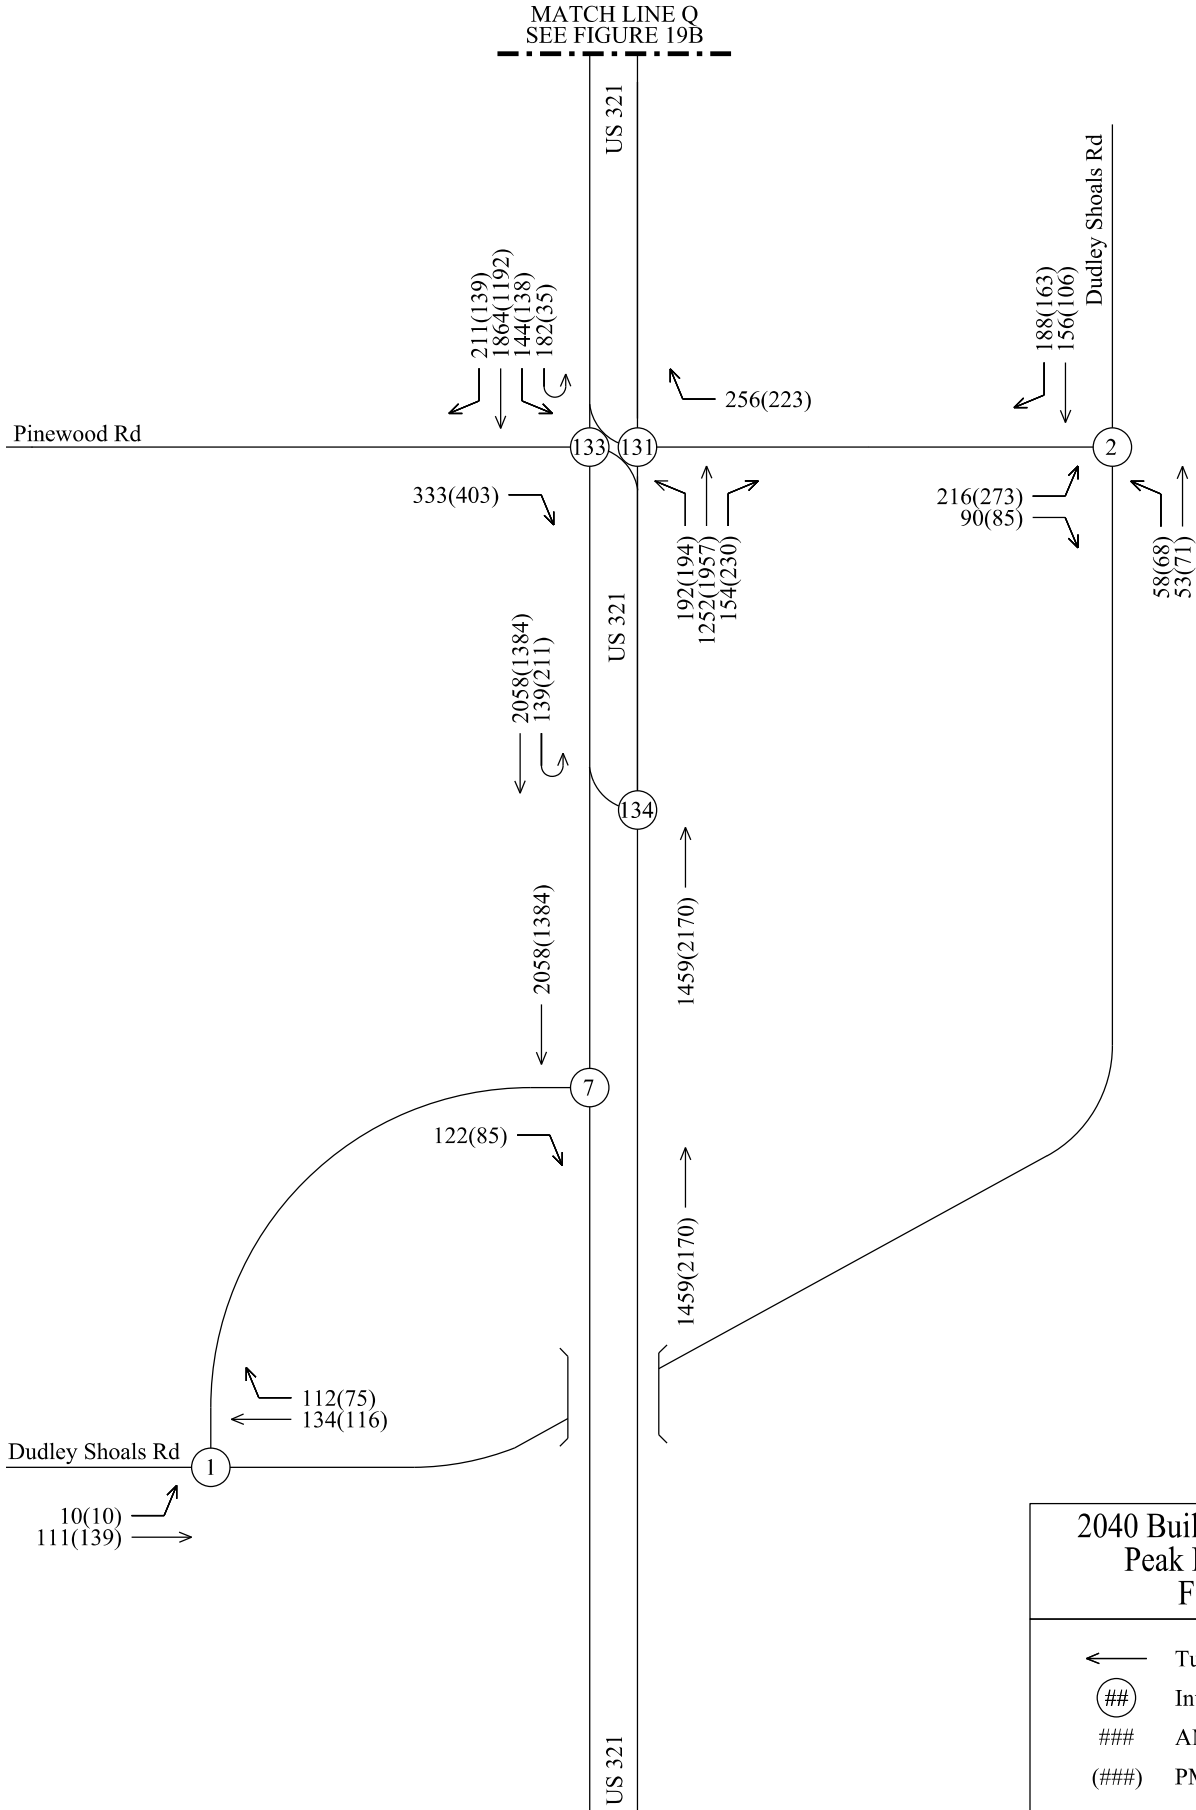 MATCH LINE Q
SEE FIGURE 19B
US 321
Dudley Shoals Rd
211(139)
1864(1192)
144(138)
182(35)
188(163)
156(106)
256(223)
Pinewood Rd
133
131
2
333(403)
216(273)
90(85)
192(194)
1252(1957)
154(230)
58(68)
53(71)
US 321
2058(1384)
139(211)
134
2058(1384)
1459(2170)
7
122(85)
1459(2170)
112(75)
134(116)
Dudley Shoals Rd
1
10(10)
111(139)
2040 Buil
Peak
F
Tu
##
In
###
AM
(###)
PM
US 321